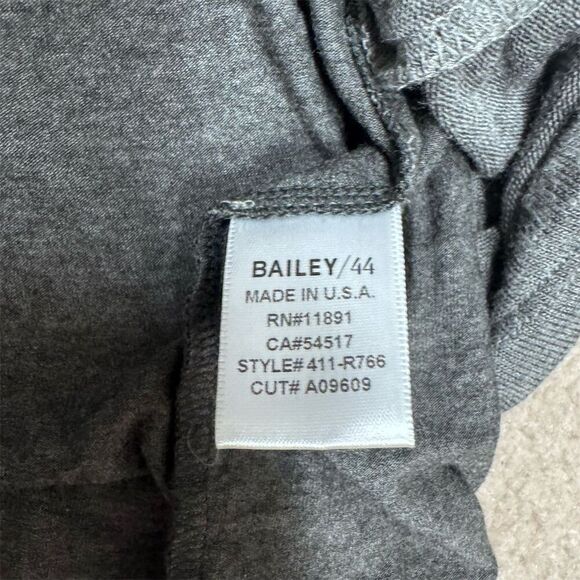 BAILEY/44
MADE IN U.S.A.
RN#11891
CA#54517
STYLE# 411-R766
CUT# A09609